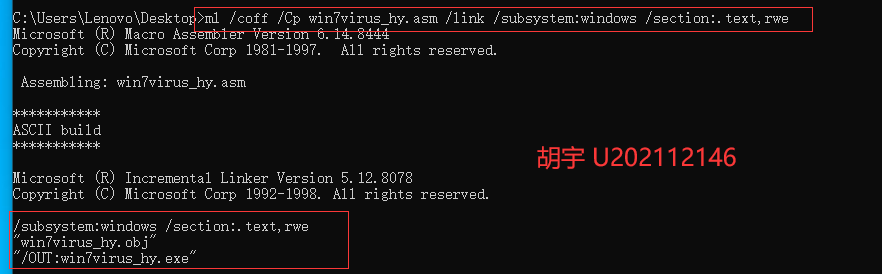 C:\Users\Lenovo\Desktop>ml /coff /Cp win7virus_hy.asm /link /subsystem:windows /section:.text,rwe
Microsoft (R) Macro Assembler Version 6.14.8444
Copyright (C) Microsoft Corp 1981-1997.  All rights reserved.
Assembling: win7virus_hy.asm
***********
ASCII build
***********
胡宇 U202112146
Microsoft (R) Incremental Linker Version 5.12.8078
Copyright (C) Microsoft Corp 1992-1998. All rights reserved.
/subsystem:windows /section:.text,rwe
"win7virus_hy.obj"
"/OUT:win7virus_hy.exe"